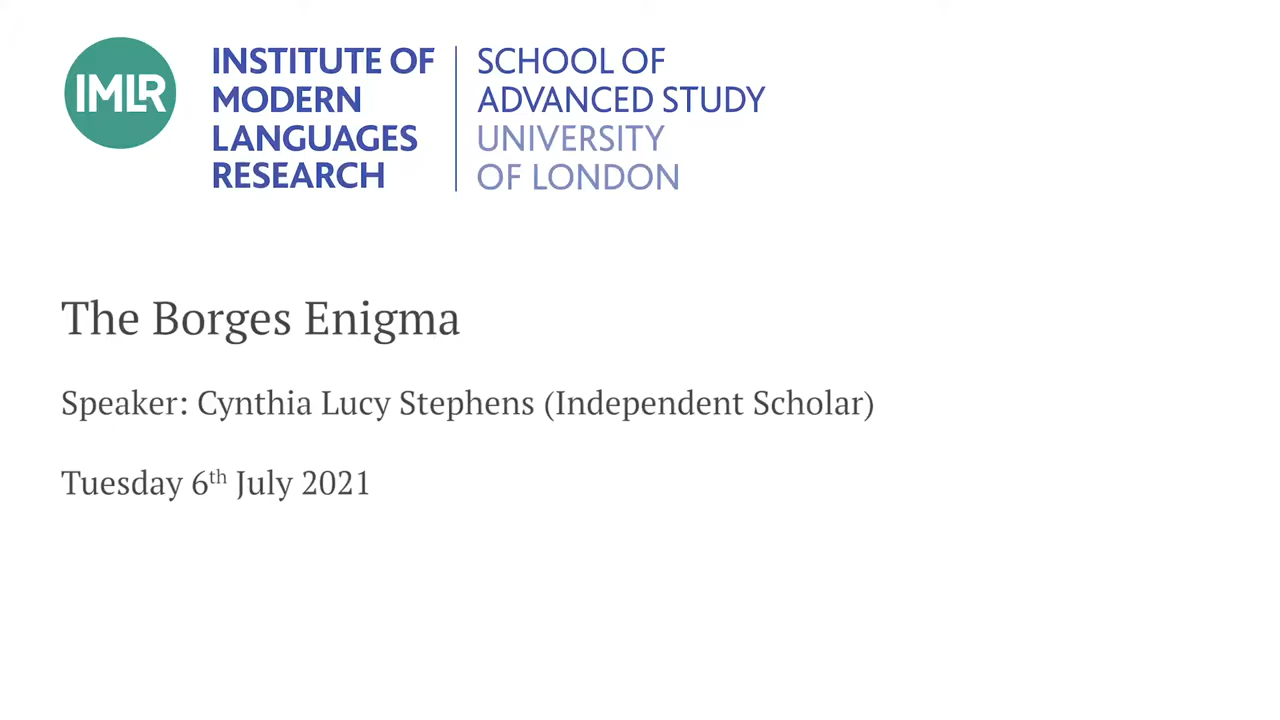 IMLR
INSTITUTE OF
MODERN
LANGUAGES
RESEARCH
SCHOOL OF
ADVANCED STUDY
UNIVERSITY
OF LONDON
The Borges Enigma
Speaker: Cynthia Lucy Stephens (Independent Scholar)
Tuesday 6th July 2021